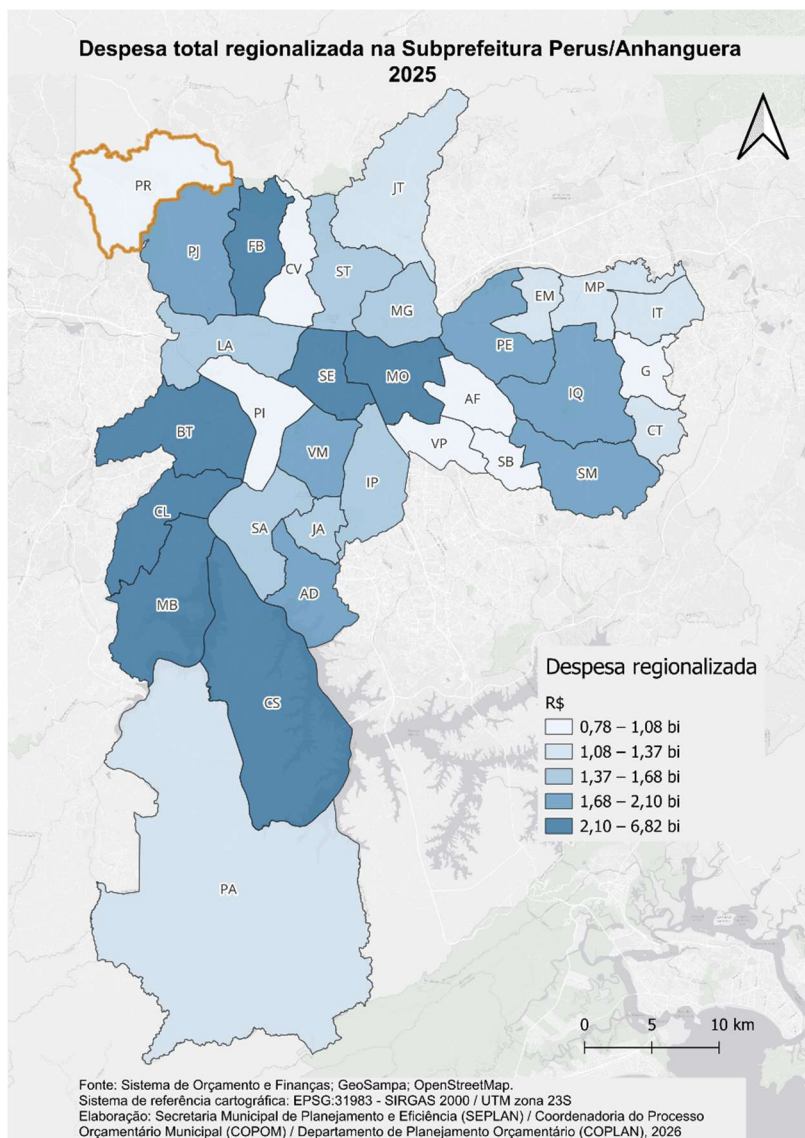 Despesa total regionalizada na Subprefeitura Perus/Anhanguera
2025
JT
PR
PJ
FB
CV
ST
MG
EM
MP
IT
LA
PE
SE
MO
G
IQ
AF
PI
BT
VP
CT
VM
SB
SM
IP
CL
SA
JA
AD
MB
CS
PA
Despesa regionalizada
R$
0,78 – 1,08 bi
1,08 – 1,37 bi
1,37 – 1,68 bi
1,68 – 2,10 bi
2,10 – 6,82 bi
0 5 10 km
Fonte: Sistema de Orçamento e Finanças; GeoSampa; OpenStreetMap.
Sistema de referência cartográfica: EPSG:31983 - SIRGAS 2000 / UTM zona 23S
Elaboração: Secretaria Municipal de Planejamento e Eficiência (SEPLAN) / Coordenadoria do Processo
Orçamentário Municipal (COPOM) / Departamento de Planejamento Orçamentário (COPLAN), 2026